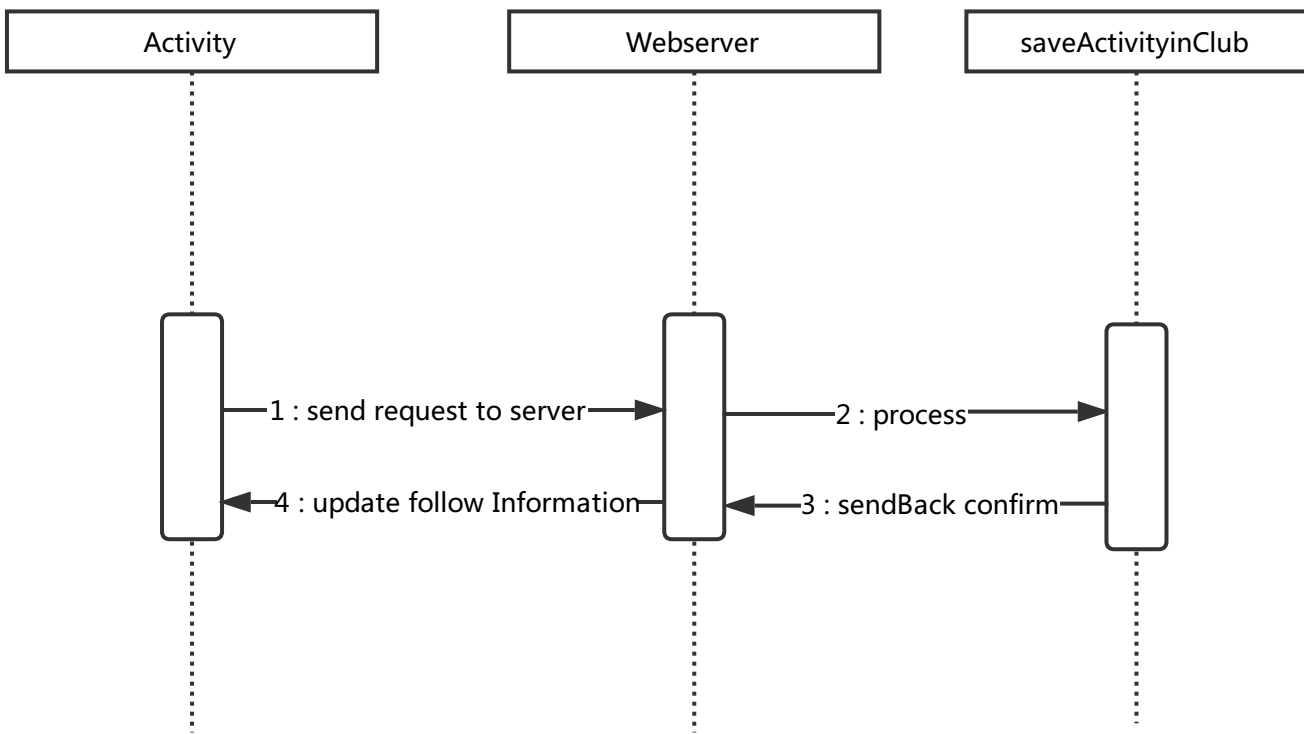 Activity
Webserver
saveActivityinClub
1 : send request to server
2 : process
4 : update follow Information
3 : sendBack confirm